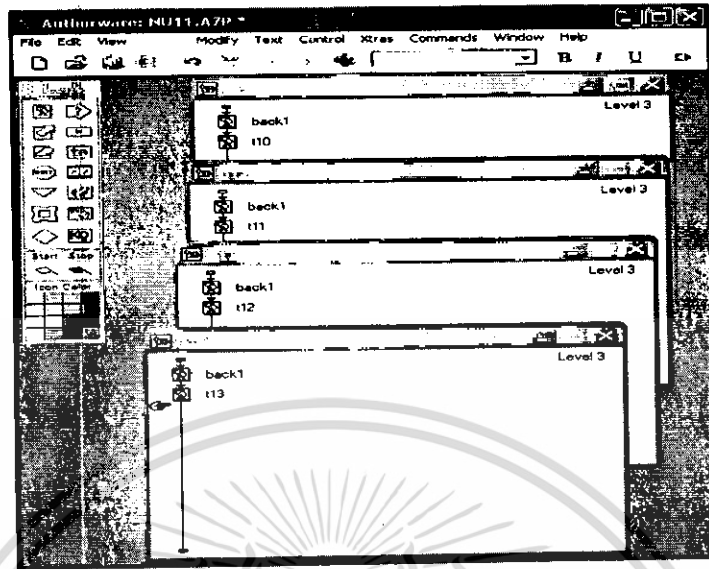 Authorware: NU11.A7P *
File Edit View Modify Text Control Xtras Commands Window Help
B I U
Level 3
back1
t10
Level 3
back1
t11
Level 3
back1
t12
Level 3
back1
t13
Start Stop
Icon Color